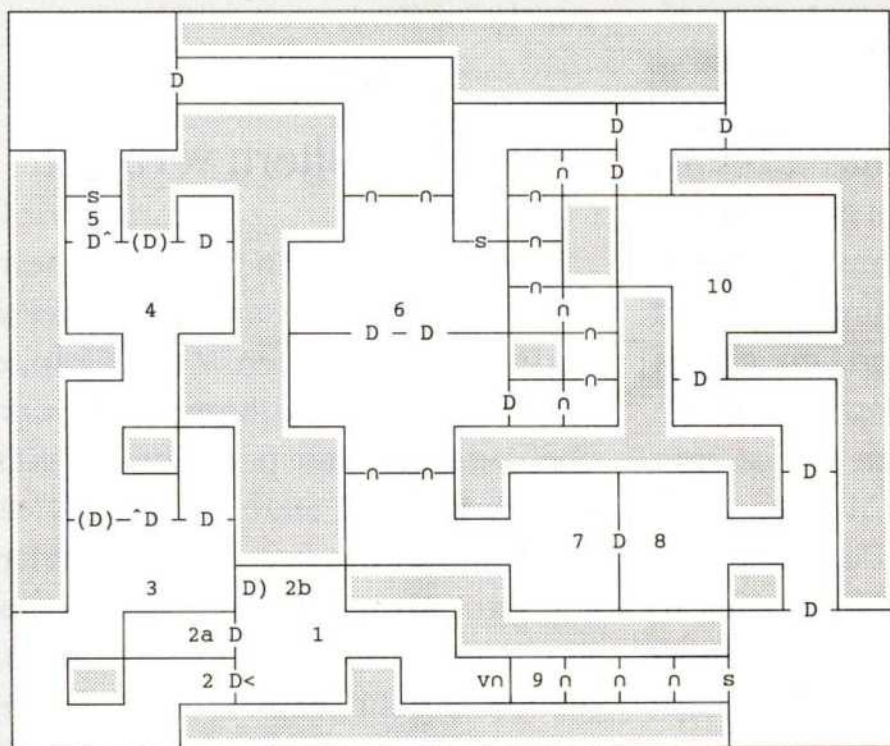 D
D D
∩ D
s ∩ ∩ ∩
5
D^ (D) D s ∩
∩ 10
4 6 ∩
D – D ∩
∩ D
D ∩
∩ ∩ D
(D) – ^D D
7 D 8
3 D) 2b D
2a D 1
2 D< v∩ 9 ∩ ∩ ∩ s